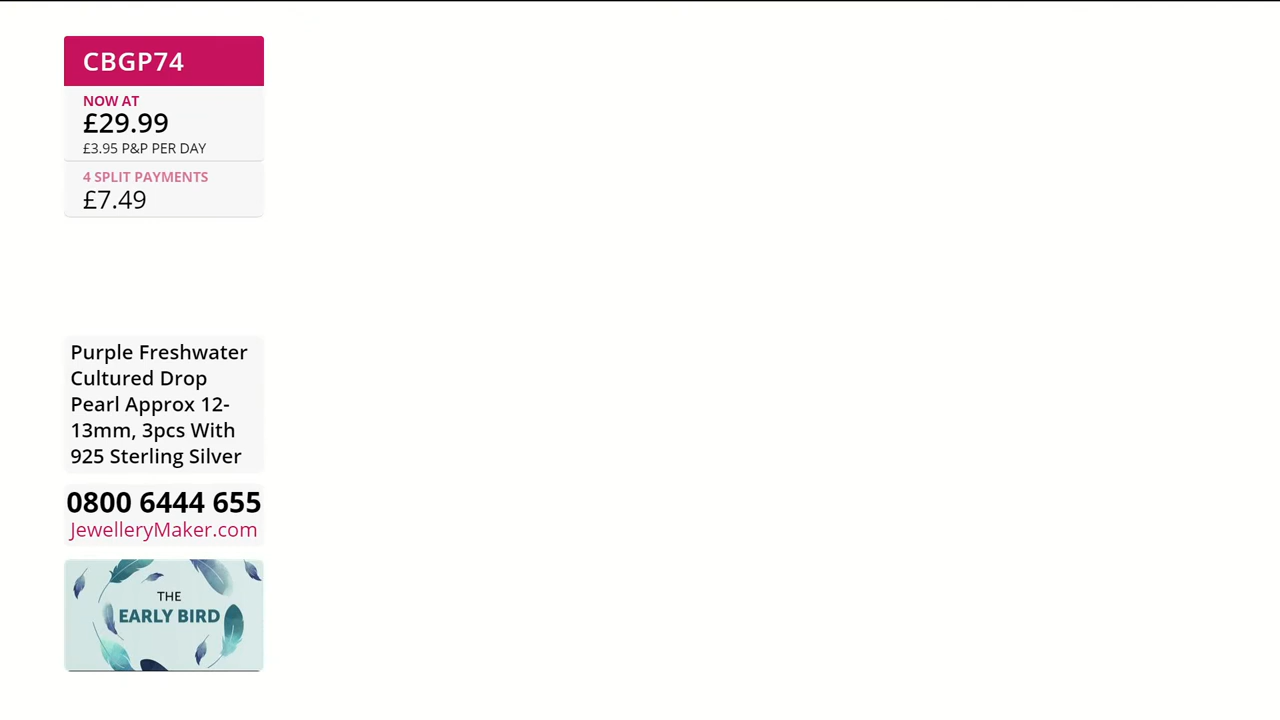 CBGP74
NOW AT
£29.99
£3.95 P&P PER DAY
4 SPLIT PAYMENTS
£7.49
Purple Freshwater
Cultured Drop
Pearl Approx 12-
13mm, 3pcs With
925 Sterling Silver
0800 6444 655
JewelleryMaker.com
THE
EARLY BIRD